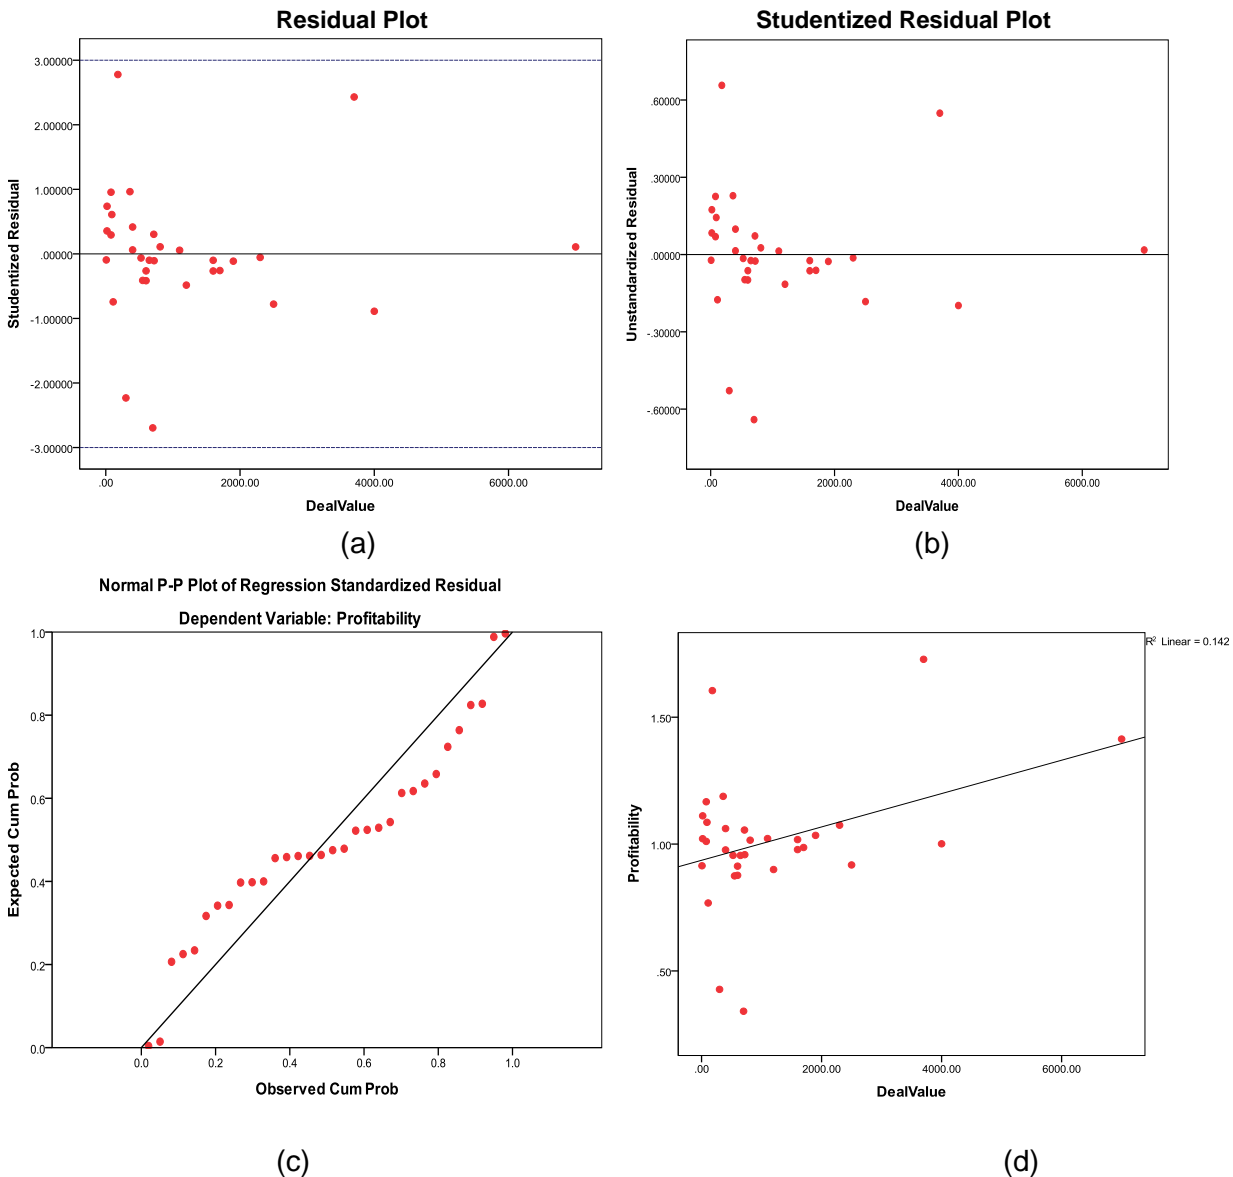 Residual Plot
Studentized Residual
3.00000
2.00000
1.00000
.00000
-1.00000
-2.00000
-3.00000
.00 2000.00 4000.00 6000.00
DealValue
(a)
Studentized Residual Plot
Unstandardized Residual
.60000
.30000
.00000
-.30000
-.60000
.00 2000.00 4000.00 6000.00
DealValue
(b)
Normal P-P Plot of Regression Standardized Residual
Dependent Variable: Profitability
Expected Cum Prob
1.0
0.8
0.6
0.4
0.2
0.0
0.0 0.2 0.4 0.6 0.8 1.0
Observed Cum Prob
(c)
R² Linear = 0.142
Profitability
1.50
1.00
.50
.00 2000.00 4000.00 6000.00
DealValue
(d)